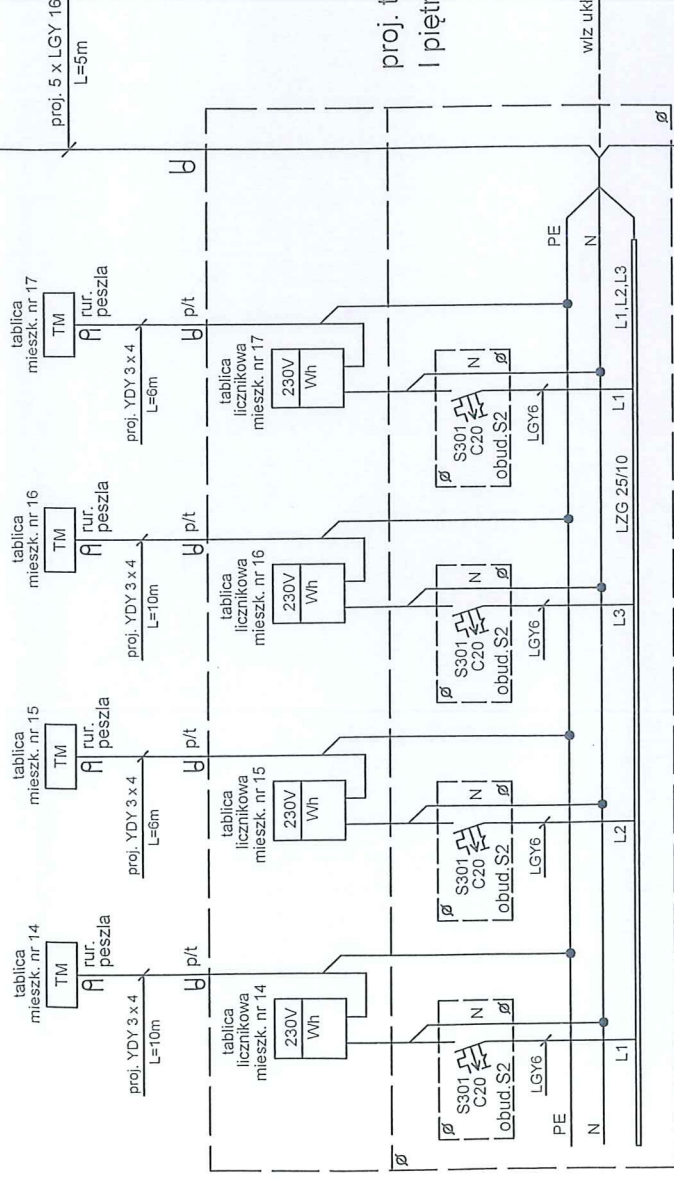 proj. 5 x LGY 16
L=5m
proj. t
I piętr
wlz ukł
tablica
mieszk. nr 14
TM
rur.
peszla
proj. YDY 3 x 4
L=10m
p/t
tablica
licznikowa
mieszk. nr 14
230V
Wh
S301
C20
obud.S2
N
LGY6
L1
tablica
mieszk. nr 15
TM
rur.
peszla
proj. YDY 3 x 4
L=6m
p/t
tablica
licznikowa
mieszk. nr 15
230V
Wh
S301
C20
obud.S2
N
LGY6
L2
tablica
mieszk. nr 16
TM
rur.
peszla
proj. YDY 3 x 4
L=10m
p/t
tablica
licznikowa
mieszk. nr 16
230V
Wh
S301
C20
obud.S2
N
LGY6
L3
tablica
mieszk. nr 17
TM
rur.
peszla
proj. YDY 3 x 4
L=6m
p/t
tablica
licznikowa
mieszk. nr 17
230V
Wh
S301
C20
obud.S2
N
LGY6
L1
PE
N
PE
N
LZG 25/10
L1,L2,L3